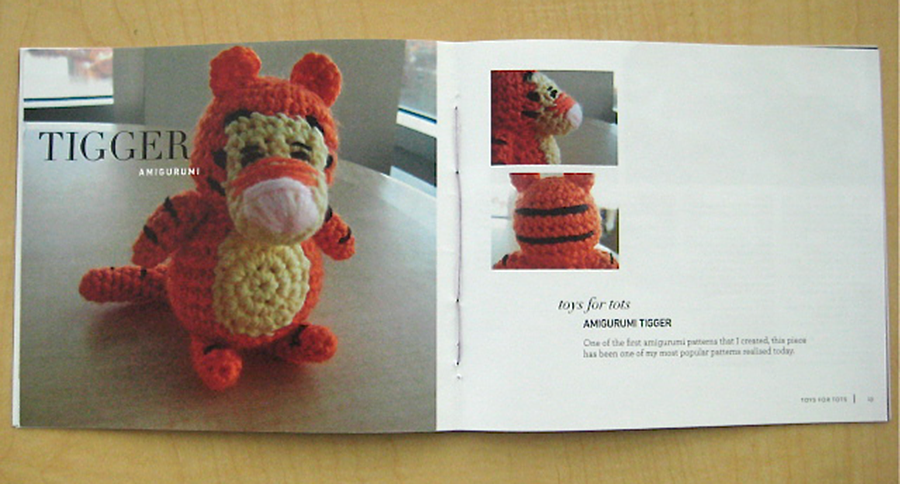 TIGGER
AMIGURUMI
toys for tots
AMIGURUMI TIGGER
One of the first amigurumi patterns that I created, this piece
has been one of my most popular patterns realised today.
TOYS FOR TOTS |